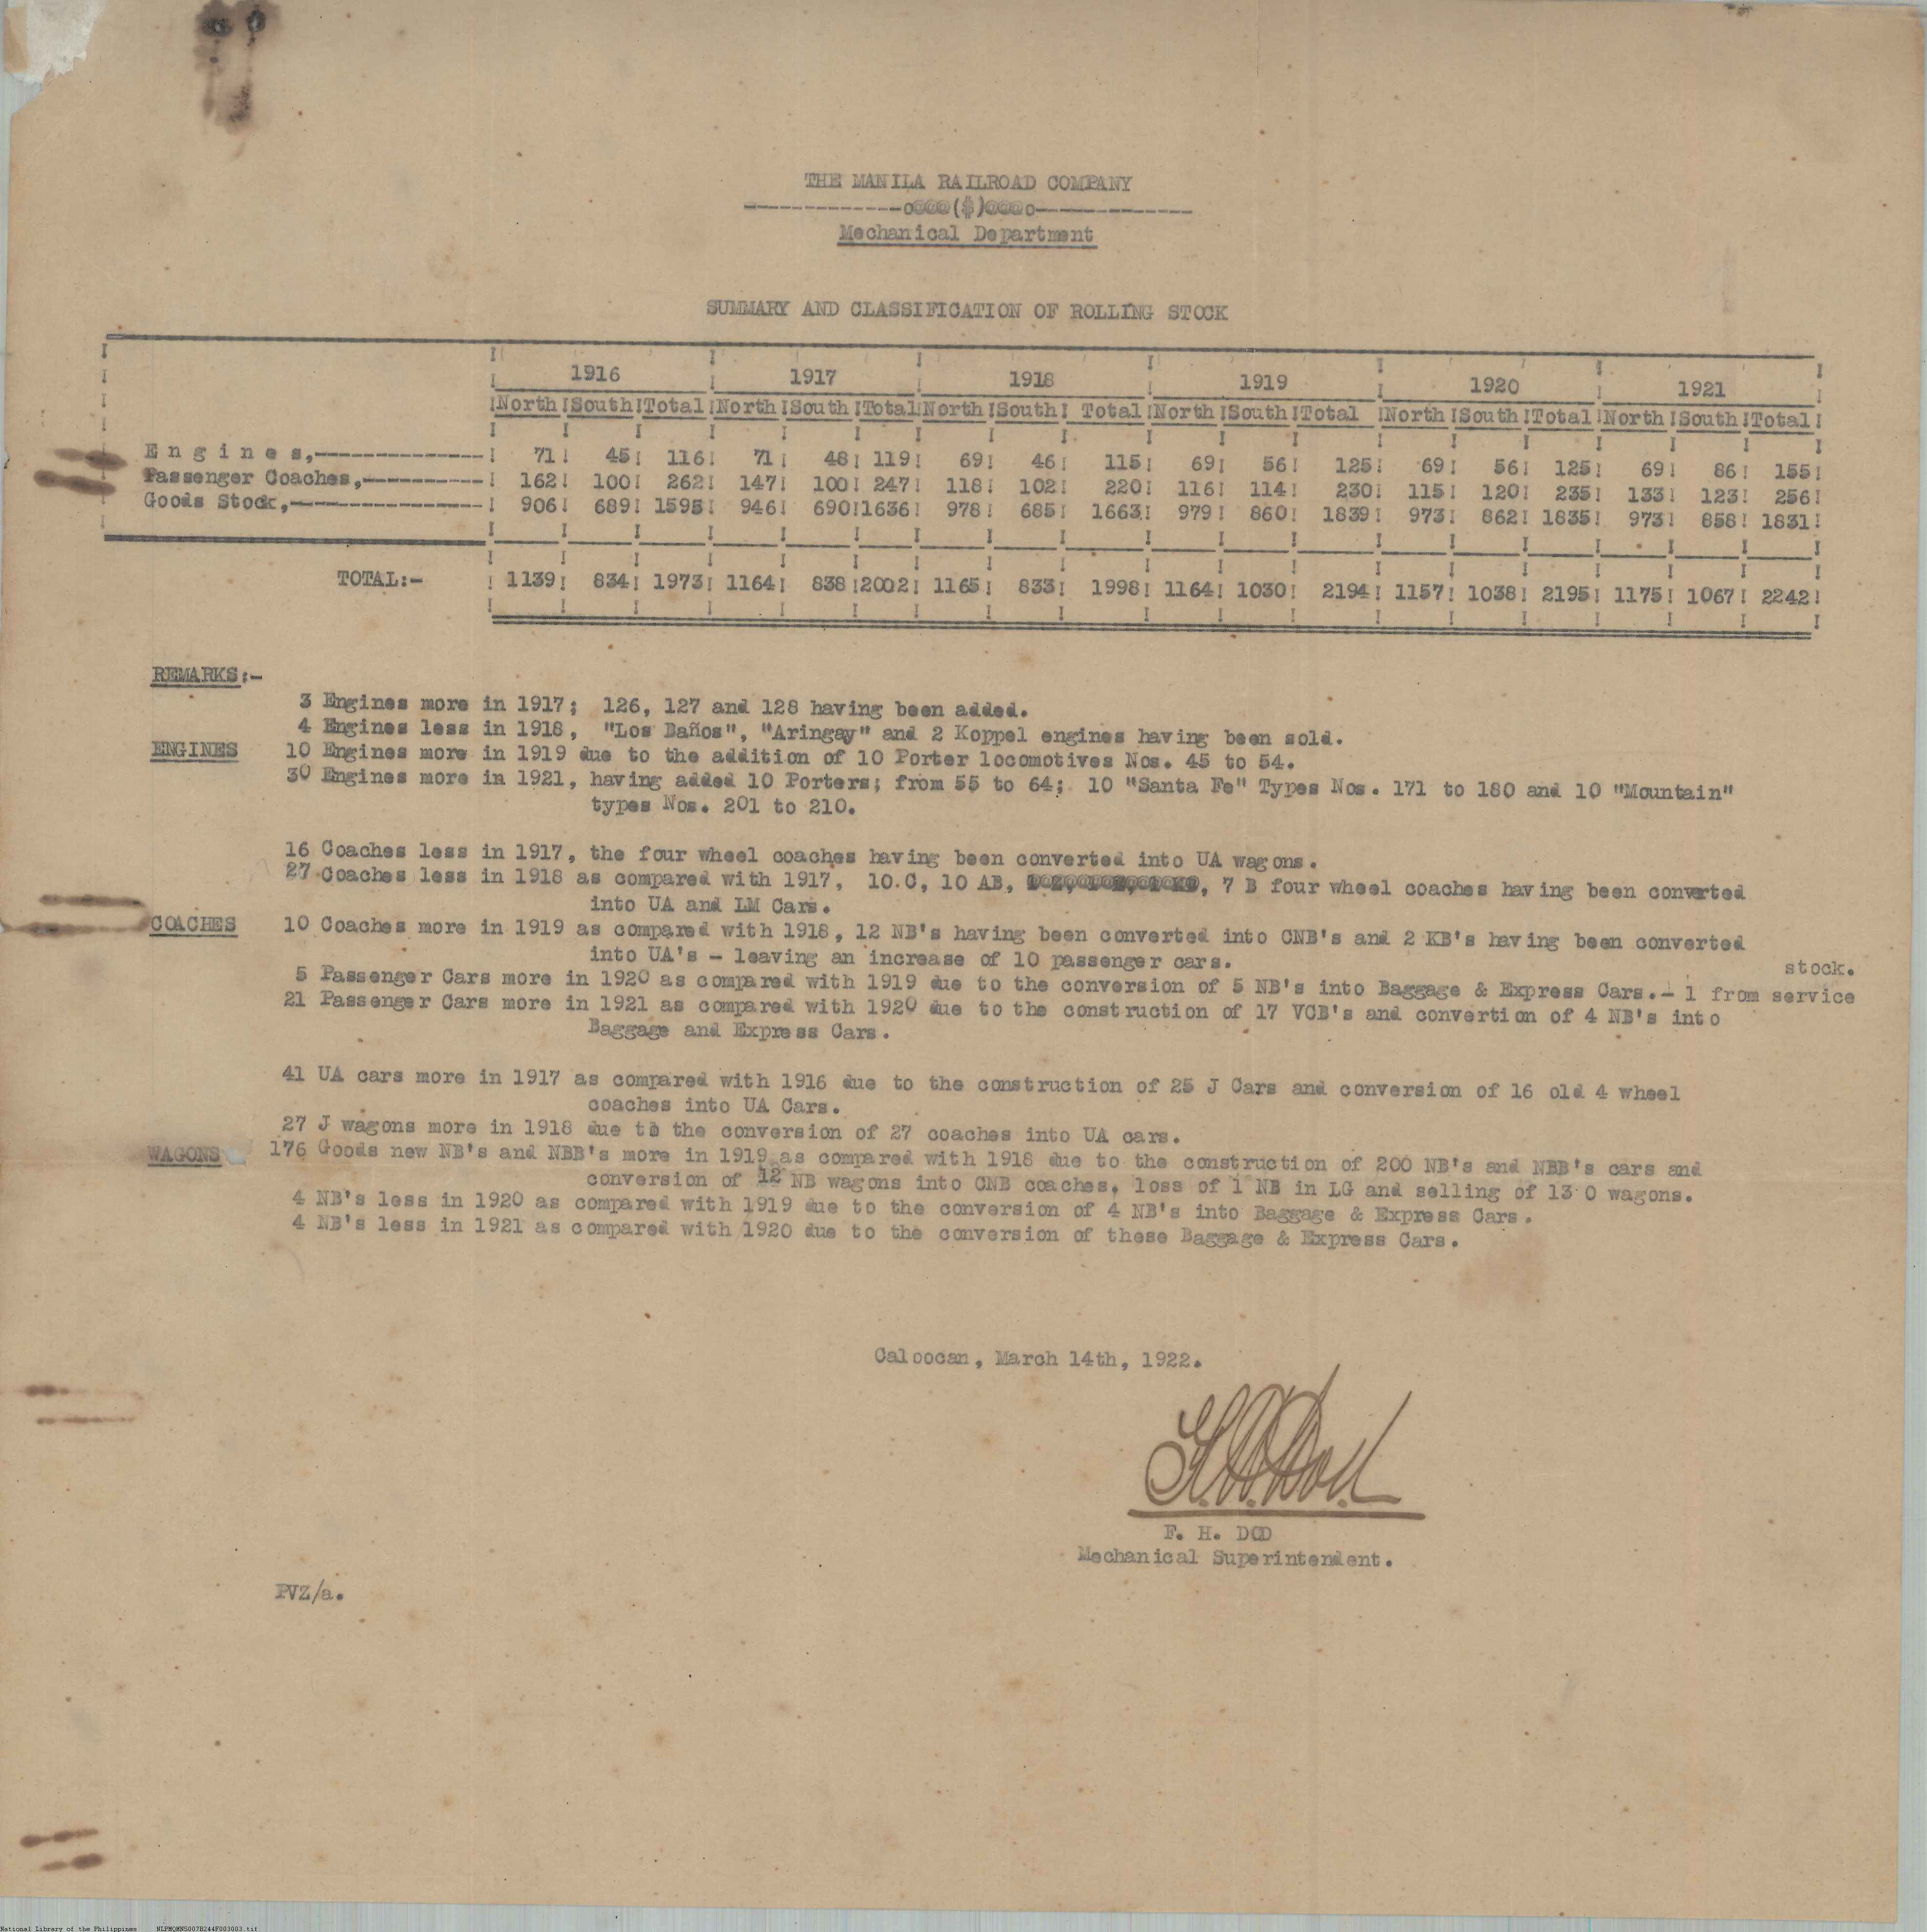 THE MANILA RAILROAD COMPANY
-------------o@@@($)@@@o-------------
Mechanical Department
SUMMARY AND CLASSIFICATION OF ROLLING STOCK
1916 1917 1918 1919 1920 1921
North South Total North South Total North South Total North South Total North South Total North South Total
E n g i n e s,-------------- 71 45 116 71 48 119 69 46 115 69 56 125 69 56 125 69 86 155
Passenger Coaches,---------- 162 100 262 147 100 247 118 102 220 116 114 230 115 120 235 133 123 256
Goods Stock,---------------- 906 689 1595 946 690 1636 978 685 1663 979 860 1839 973 862 1835 973 858 1831
TOTAL:- 1139 834 1973 1164 838 2002 1165 833 1998 1164 1030 2194 1157 1038 2195 1175 1067 2242
REMARKS:-
3 Engines more in 1917; 126, 127 and 128 having been added.
4 Engines less in 1918, "Los Baños", "Aringay" and 2 Koppel engines having been sold.
ENGINES 10 Engines more in 1919 due to the addition of 10 Porter locomotives Nos. 45 to 54.
30 Engines more in 1921, having added 10 Porters; from 55 to 64; 10 "Santa Fe" Types Nos. 171 to 180 and 10 "Mountain"
types Nos. 201 to 210.
16 Coaches less in 1917, the four wheel coaches having been converted into UA wagons.
27 Coaches less in 1918 as compared with 1917, 10.C, 10 AB, 7 B four wheel coaches having been converted
into UA and LM Cars.
COACHES 10 Coaches more in 1919 as compared with 1918, 12 NB's having been converted into CNB's and 2 KB's having been converted
into UA's - leaving an increase of 10 passenger cars.
stock.
5 Passenger Cars more in 1920 as compared with 1919 due to the conversion of 5 NB's into Baggage & Express Cars.- 1 from service
21 Passenger Cars more in 1921 as compared with 1920 due to the construction of 17 VCB's and convertion of 4 NB's into
Baggage and Express Cars.
41 UA cars more in 1917 as compared with 1916 due to the construction of 25 J Cars and conversion of 16 old 4 wheel
coaches into UA Cars.
27 J wagons more in 1918 due to the conversion of 27 coaches into UA cars.
WAGONS 176 Goods new NB's and NBB's more in 1919 as compared with 1918 due to the construction of 200 NB's and NBB's cars and
conversion of 12 NB wagons into CNB coaches, loss of 1 NB in LG and selling of 13 O wagons.
4 NB's less in 1920 as compared with 1919 due to the conversion of 4 NB's into Baggage & Express Cars.
4 NB's less in 1921 as compared with 1920 due to the conversion of these Baggage & Express Cars.
Caloocan, March 14th, 1922.
F. H. DOD
Mechanical Superintendent.
PVZ/a.
National Library of the Philippines NLPMQMNS007B244F003003.tif